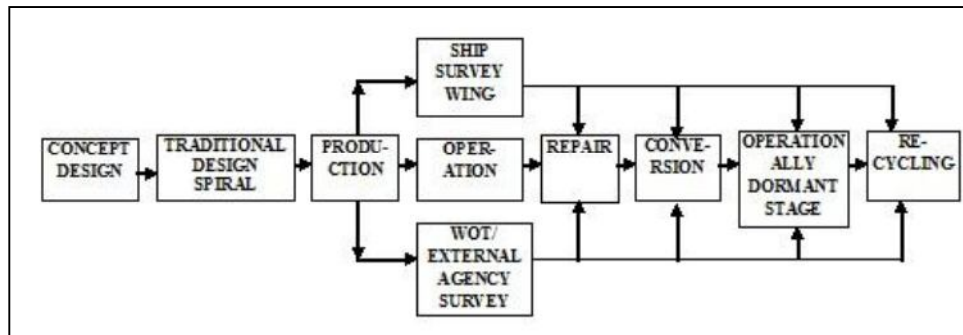 SHIP
SURVEY
WING
CONCEPT
DESIGN
TRADITIONAL
DESIGN
SPIRAL
PRODU-
CTION
OPER-
ATION
REPAIR
CONVE-
RSION
OPERATION
ALLY
DORMANT
STAGE
RE-
CYCLING
WOT/
EXTERNAL
AGENCY
SURVEY